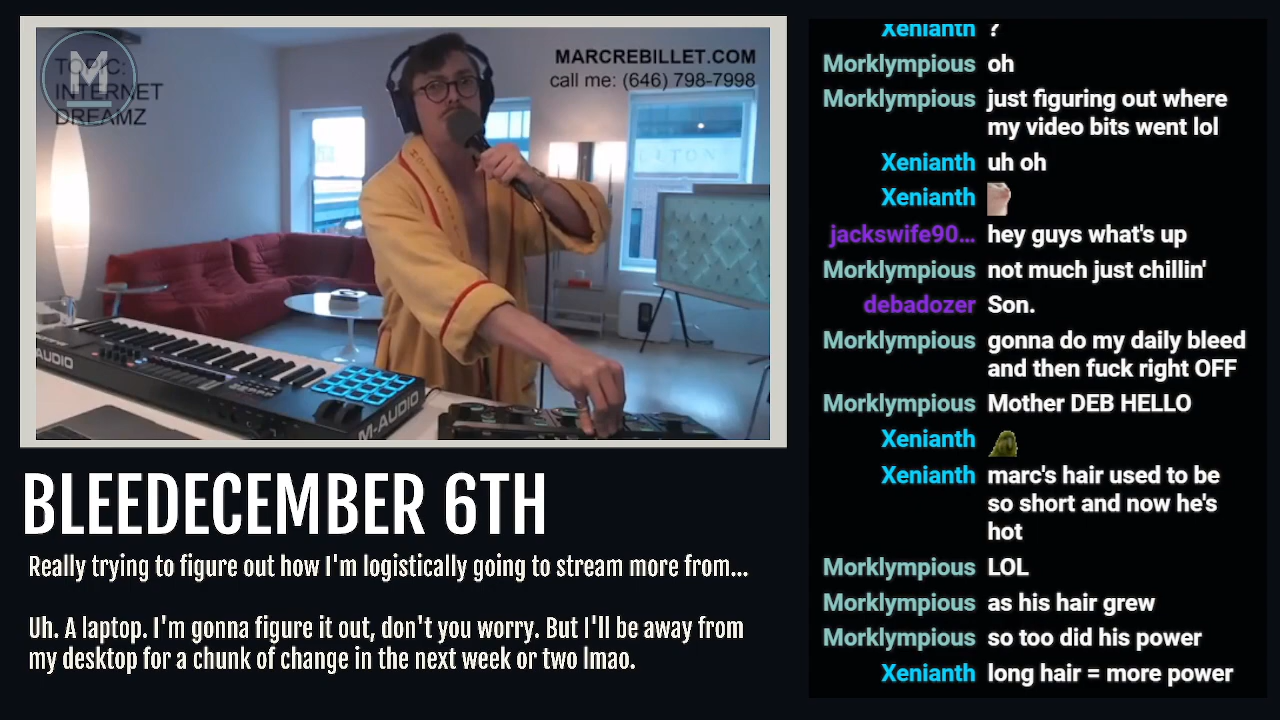 M
TOPIC:
INTERNET
DREAMZ
MARCREBILLET.COM
call me: (646) 798-7998
M-AUDIO
BLEEDECEMBER 6TH
Really trying to figure out how I'm logistically going to stream more from...
Uh. A laptop. I'm gonna figure it out, don't you worry. But I'll be away from
my desktop for a chunk of change in the next week or two lmao.
Xenianth ?
Morklympious oh
Morklympious just figuring out where
my video bits went lol
Xenianth uh oh
Xenianth
jackswife90... hey guys what's up
Morklympious not much just chillin'
debadozer Son.
Morklympious gonna do my daily bleed
and then fuck right OFF
Morklympious Mother DEB HELLO
Xenianth
Xenianth marc's hair used to be
so short and now he's
hot
Morklympious LOL
Morklympious as his hair grew
Morklympious so too did his power
Xenianth long hair = more power